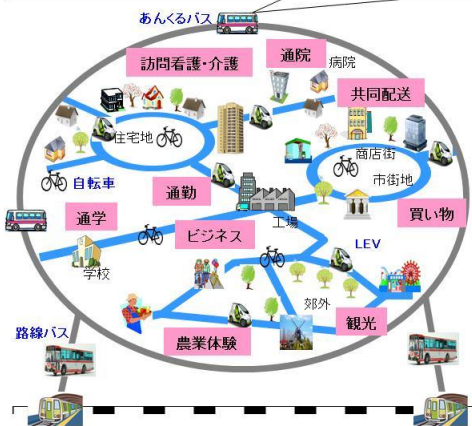 あんくるバス
訪問看護・介護
通院
病院
共同配送
住宅地
商店街
市街地
自転車
通勤
買い物
通学
工場
ビジネス
LEV
学校
郊外
観光
路線バス
農業体験